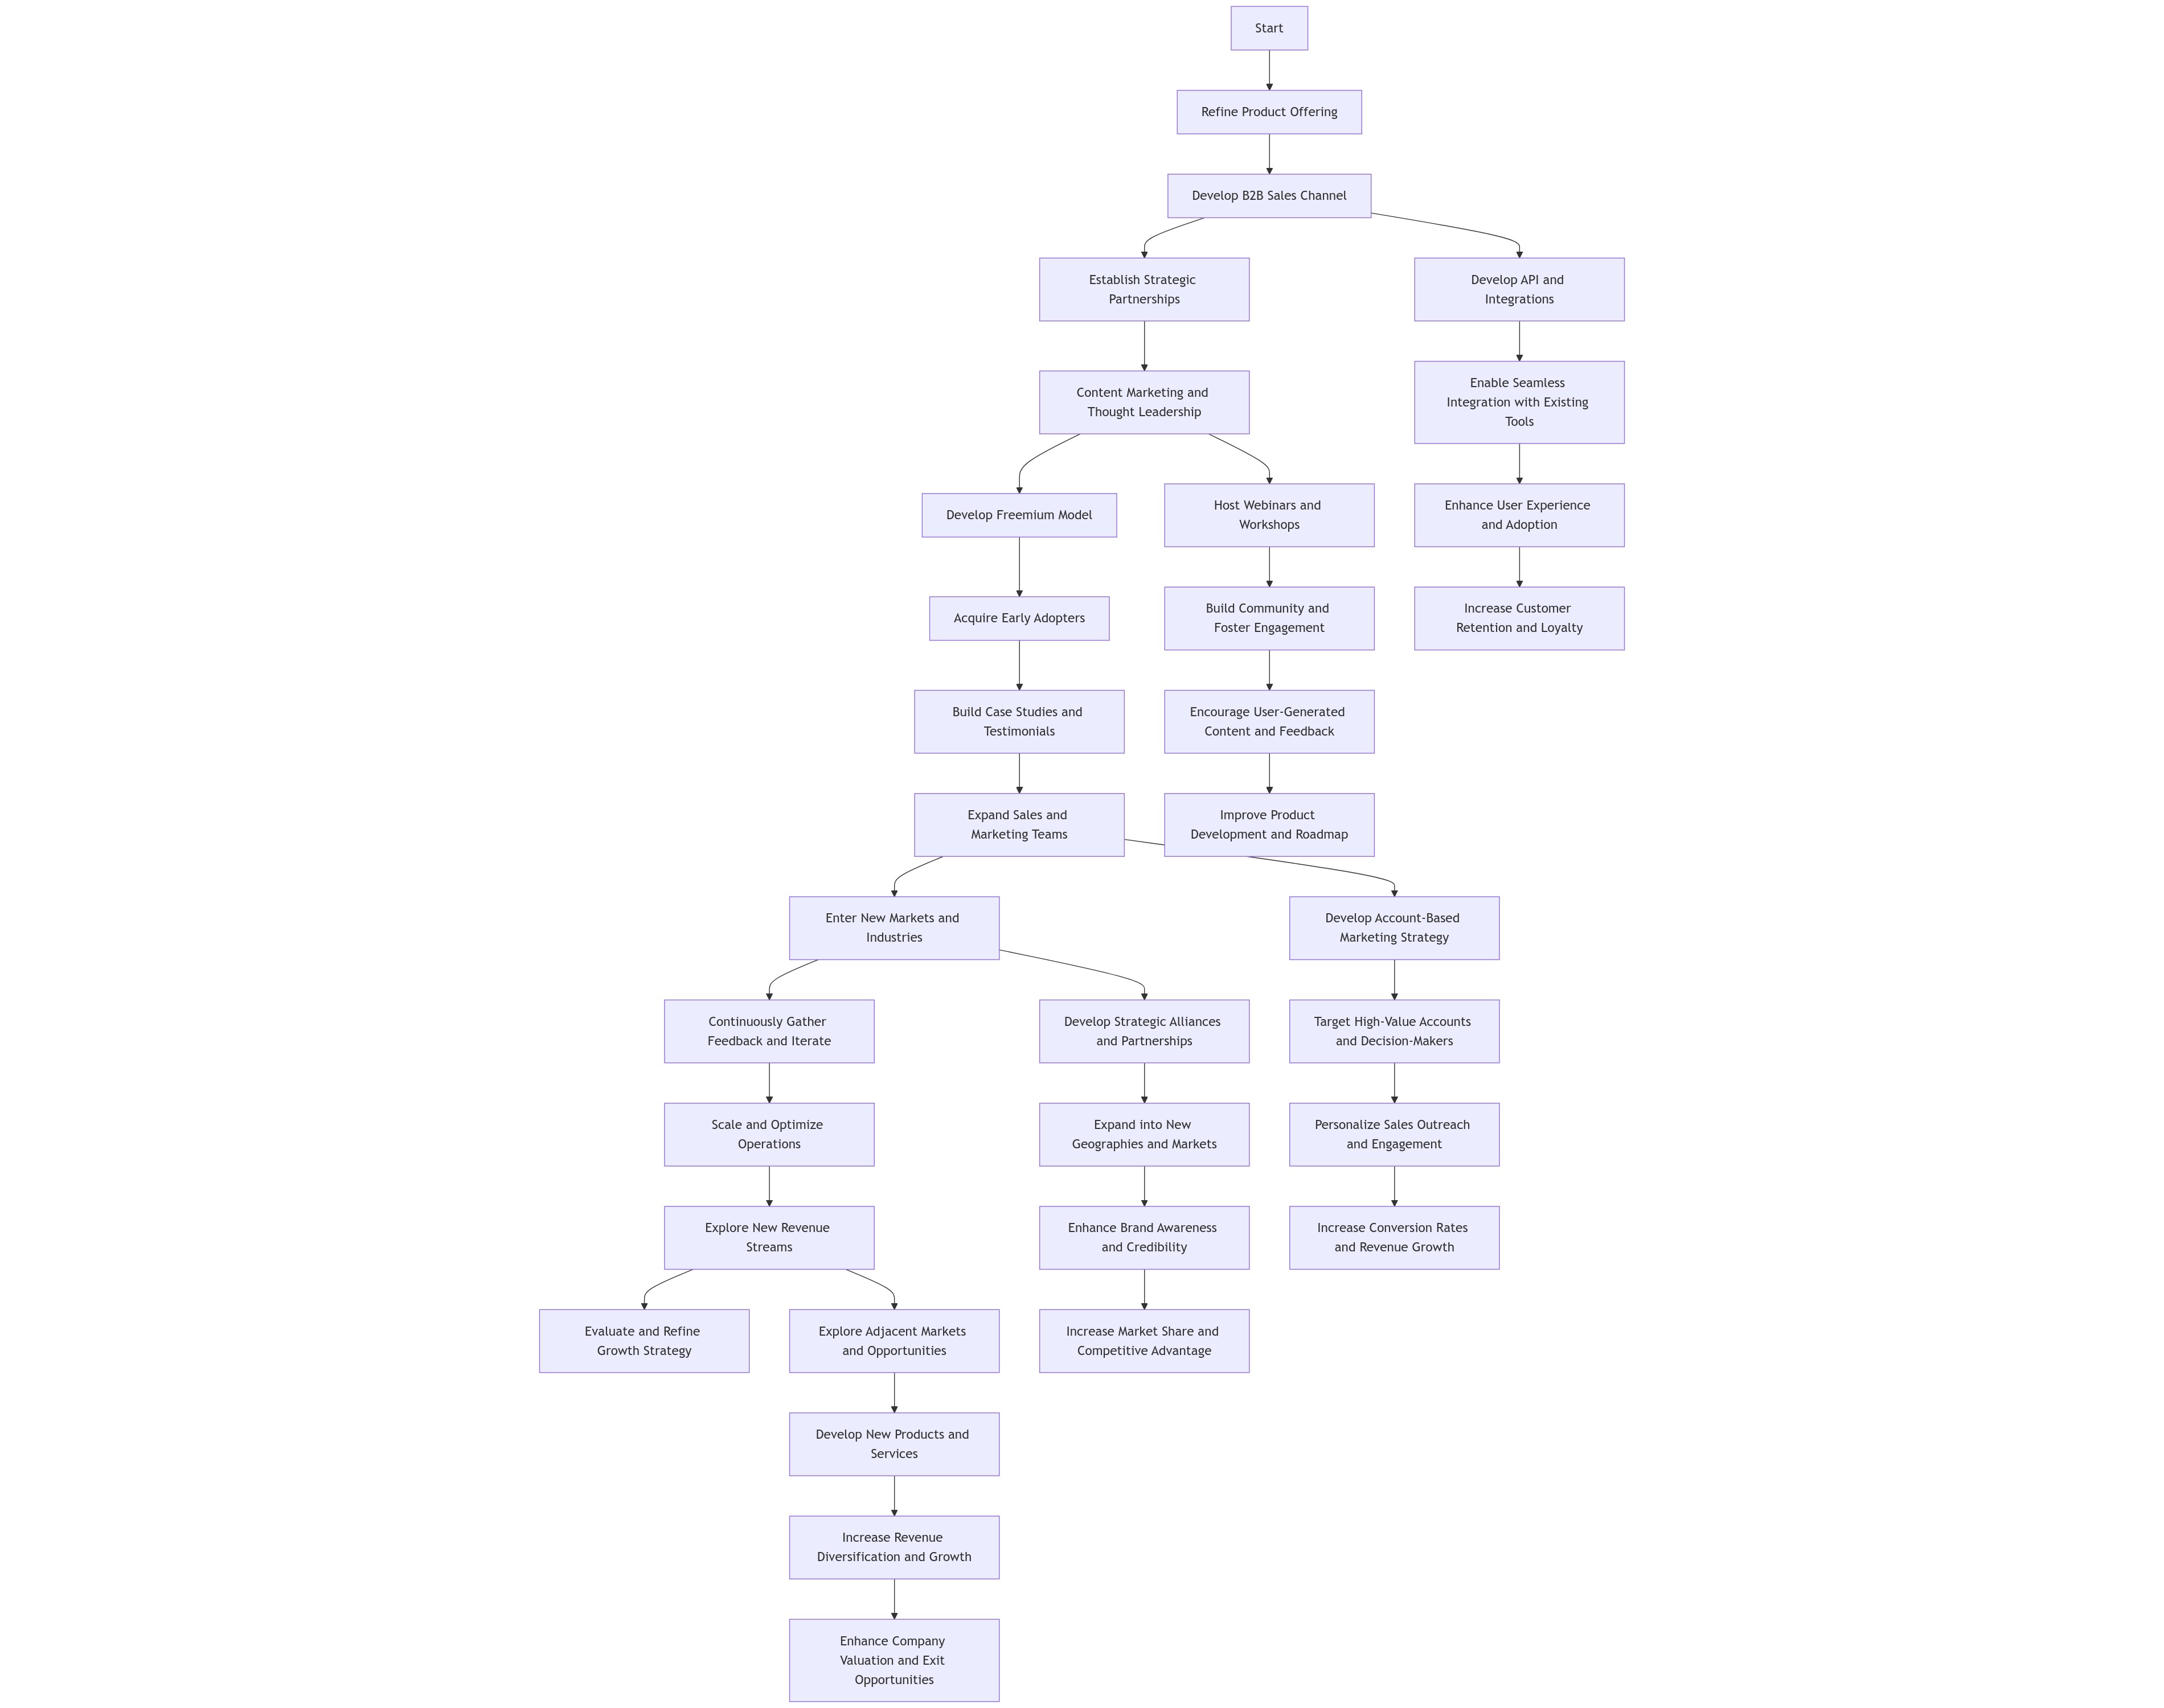 Start
Refine Product Offering
Develop B2B Sales Channel
Establish Strategic
Partnerships
Develop API and
Integrations
Content Marketing and
Thought Leadership
Enable Seamless
Integration with Existing
Tools
Develop Freemium Model
Host Webinars and
Workshops
Enhance User Experience
and Adoption
Acquire Early Adopters
Build Community and
Foster Engagement
Increase Customer
Retention and Loyalty
Build Case Studies and
Testimonials
Encourage User-Generated
Content and Feedback
Expand Sales and
Marketing Teams
Improve Product
Development and Roadmap
Enter New Markets and
Industries
Develop Account-Based
Marketing Strategy
Continuously Gather
Feedback and Iterate
Develop Strategic Alliances
and Partnerships
Target High-Value Accounts
and Decision-Makers
Scale and Optimize
Operations
Expand into New
Geographies and Markets
Personalize Sales Outreach
and Engagement
Explore New Revenue
Streams
Enhance Brand Awareness
and Credibility
Increase Conversion Rates
and Revenue Growth
Evaluate and Refine
Growth Strategy
Explore Adjacent Markets
and Opportunities
Increase Market Share and
Competitive Advantage
Develop New Products and
Services
Increase Revenue
Diversification and Growth
Enhance Company
Valuation and Exit
Opportunities